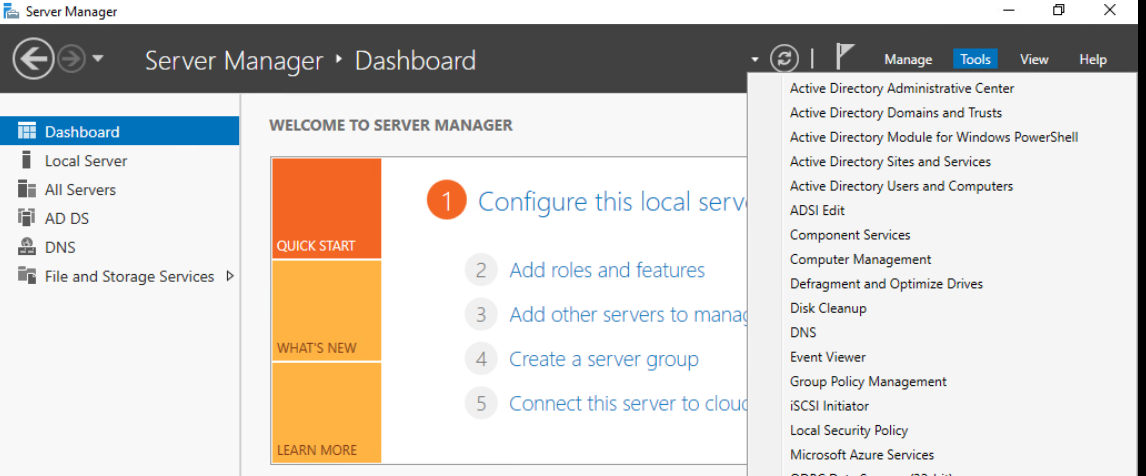 Server Manager
Server Manager • Dashboard
Manage Tools View Help
Dashboard
Local Server
All Servers
AD DS
DNS
File and Storage Services
WELCOME TO SERVER MANAGER
QUICK START
WHAT'S NEW
LEARN MORE
1 Configure this local serv
2 Add roles and features
3 Add other servers to manag
4 Create a server group
5 Connect this server to cloud
Active Directory Administrative Center
Active Directory Domains and Trusts
Active Directory Module for Windows PowerShell
Active Directory Sites and Services
Active Directory Users and Computers
ADSI Edit
Component Services
Computer Management
Defragment and Optimize Drives
Disk Cleanup
DNS
Event Viewer
Group Policy Management
iSCSI Initiator
Local Security Policy
Microsoft Azure Services